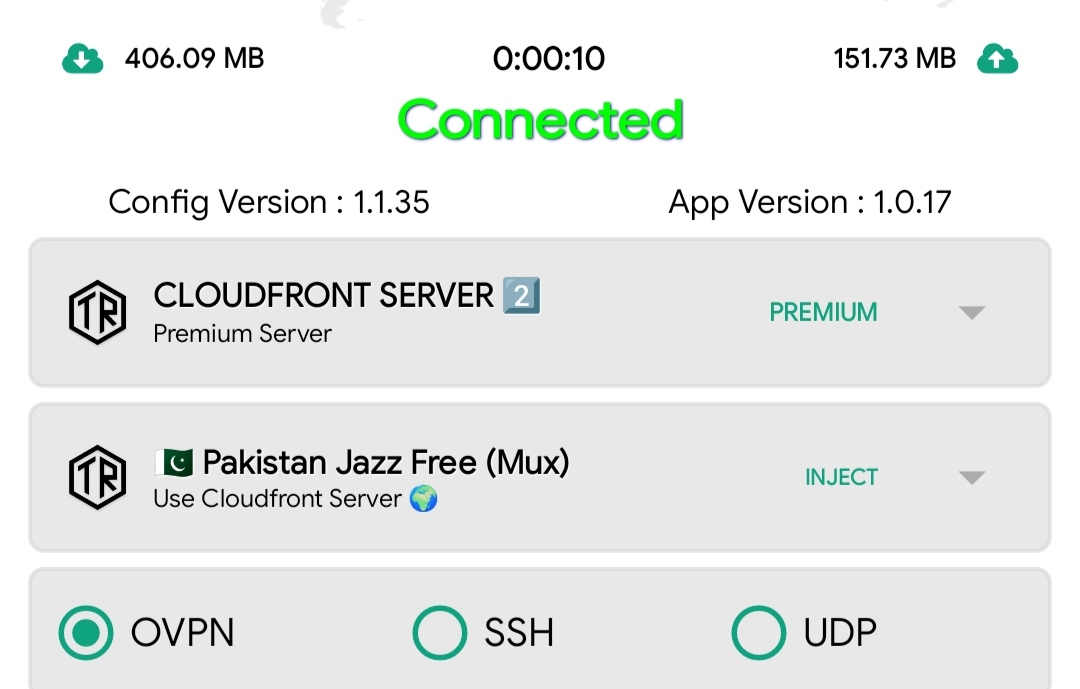 406.09 MB 0:00:10 151.73 MB
Connected
Config Version : 1.1.35 App Version : 1.0.17
TR CLOUDFRONT SERVER 2️⃣ PREMIUM
Premium Server
TR 🇵🇰 Pakistan Jazz Free (Mux) INJECT
Use Cloudfront Server 🌍
OVPN SSH UDP